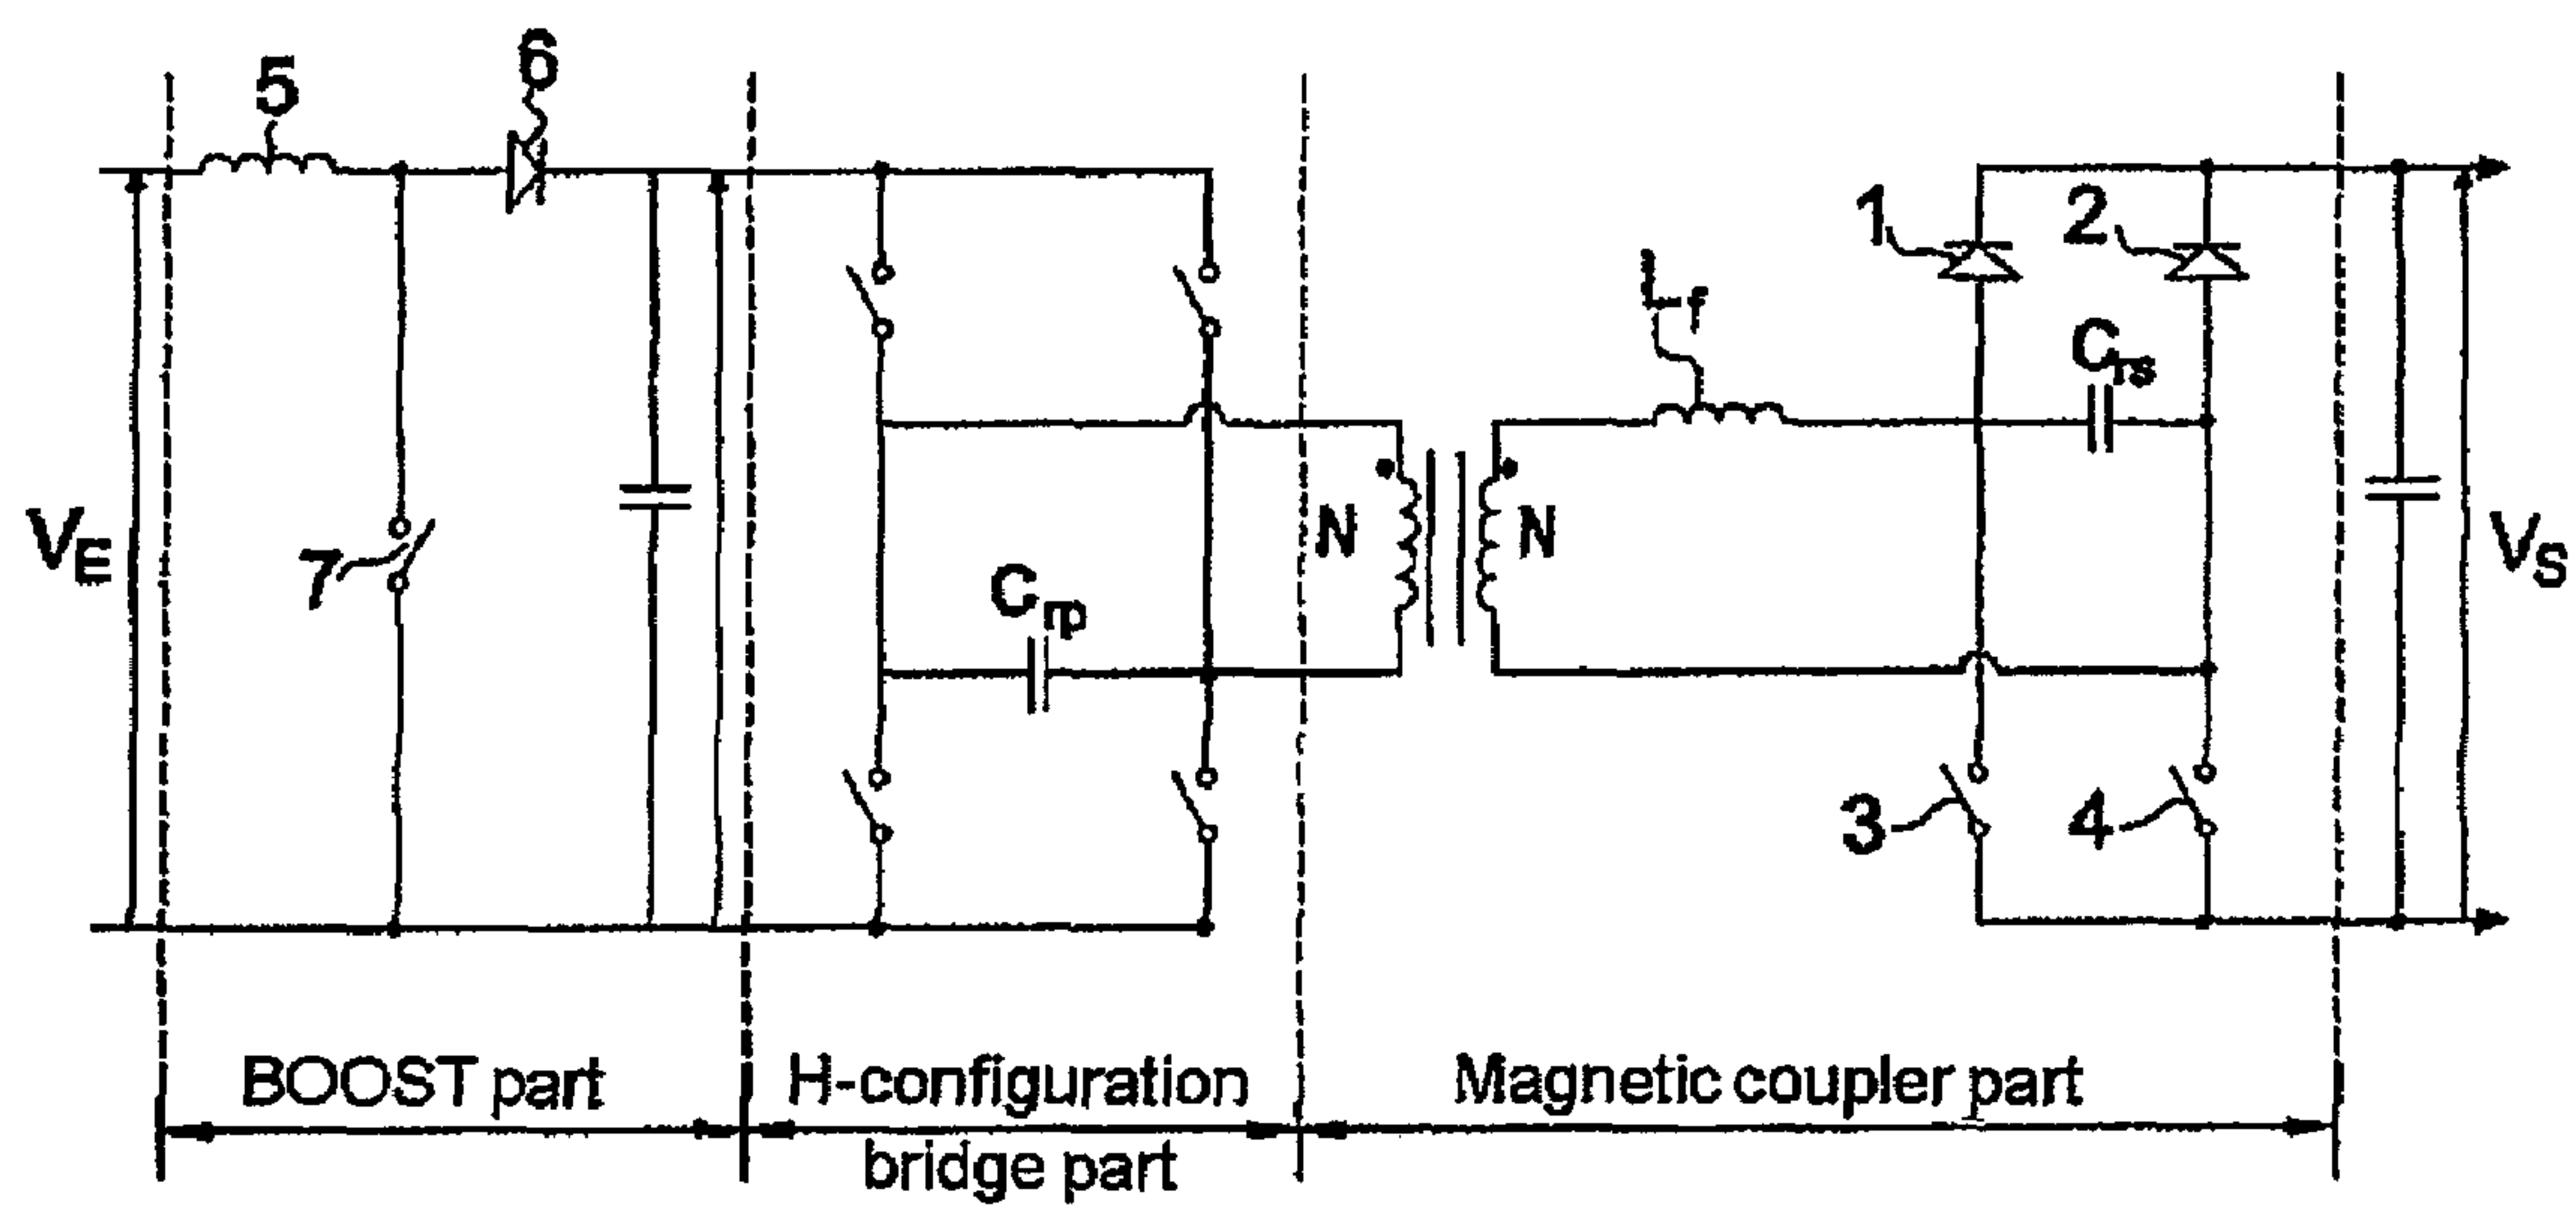 5
6
1
2
L_f
C_rs
V_E
7
N
N
V_S
C_rp
3
4
BOOST part
H-configuration
bridge part
Magnetic coupler part